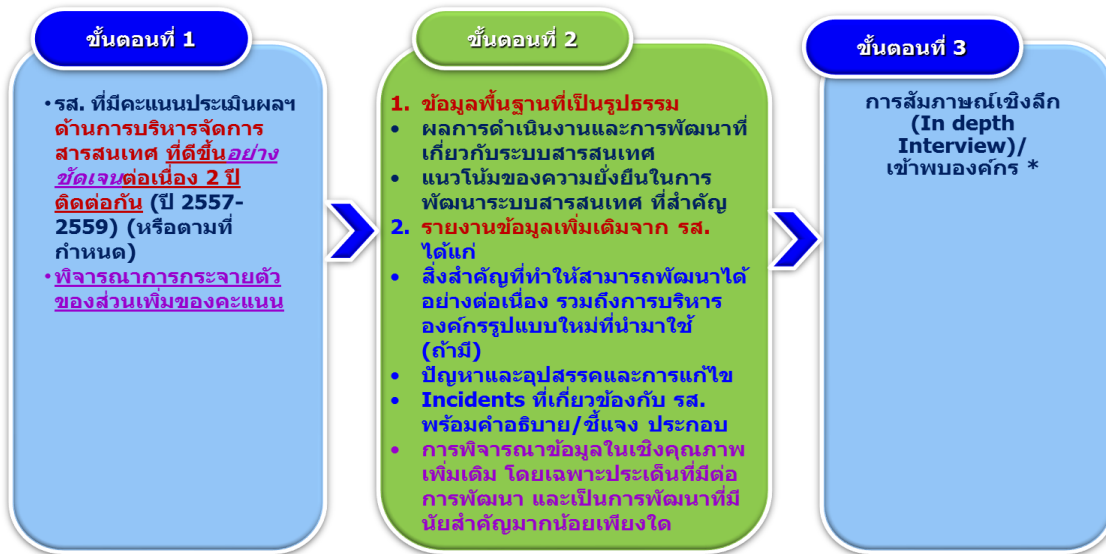 ขั้นตอนที่ 1
•รส. ที่มีคะแนนประเมินผลฯ
ด้านการบริหารจัดการ
สารสนเทศ ที่ดีขึ้นอย่าง
ชัดเจนต่อเนื่อง 2 ปี
ติดต่อกัน (ปี 2557-
2559) (หรือตามที่
กำหนด)
•พิจารณาการกระจายตัว
ของส่วนเพิ่มของคะแนน
ขั้นตอนที่ 2
1. ข้อมูลพื้นฐานที่เป็นรูปธรรม
• ผลการดำเนินงานและการพัฒนาที่
เกี่ยวกับระบบสารสนเทศ
• แนวโน้มของความยั่งยืนในการ
พัฒนาระบบสารสนเทศ ที่สำคัญ
2. รายงานข้อมูลเพิ่มเติมจาก รส.
ได้แก่
• สิ่งสำคัญที่ทำให้สามารถพัฒนาได้
อย่างต่อเนื่อง รวมถึงการบริหาร
องค์กรรูปแบบใหม่ที่นำมาใช้
(ถ้ามี)
• ปัญหาและอุปสรรคและการแก้ไข
• Incidents ที่เกี่ยวข้องกับ รส.
พร้อมคำอธิบาย/ชี้แจง ประกอบ
• การพิจารณาข้อมูลในเชิงคุณภาพ
เพิ่มเติม โดยเฉพาะประเด็นที่มีต่อ
การพัฒนา และเป็นการพัฒนาที่มี
นัยสำคัญมากน้อยเพียงใด
ขั้นตอนที่ 3
การสัมภาษณ์เชิงลึก
(In depth
Interview)/
เข้าพบองค์กร *